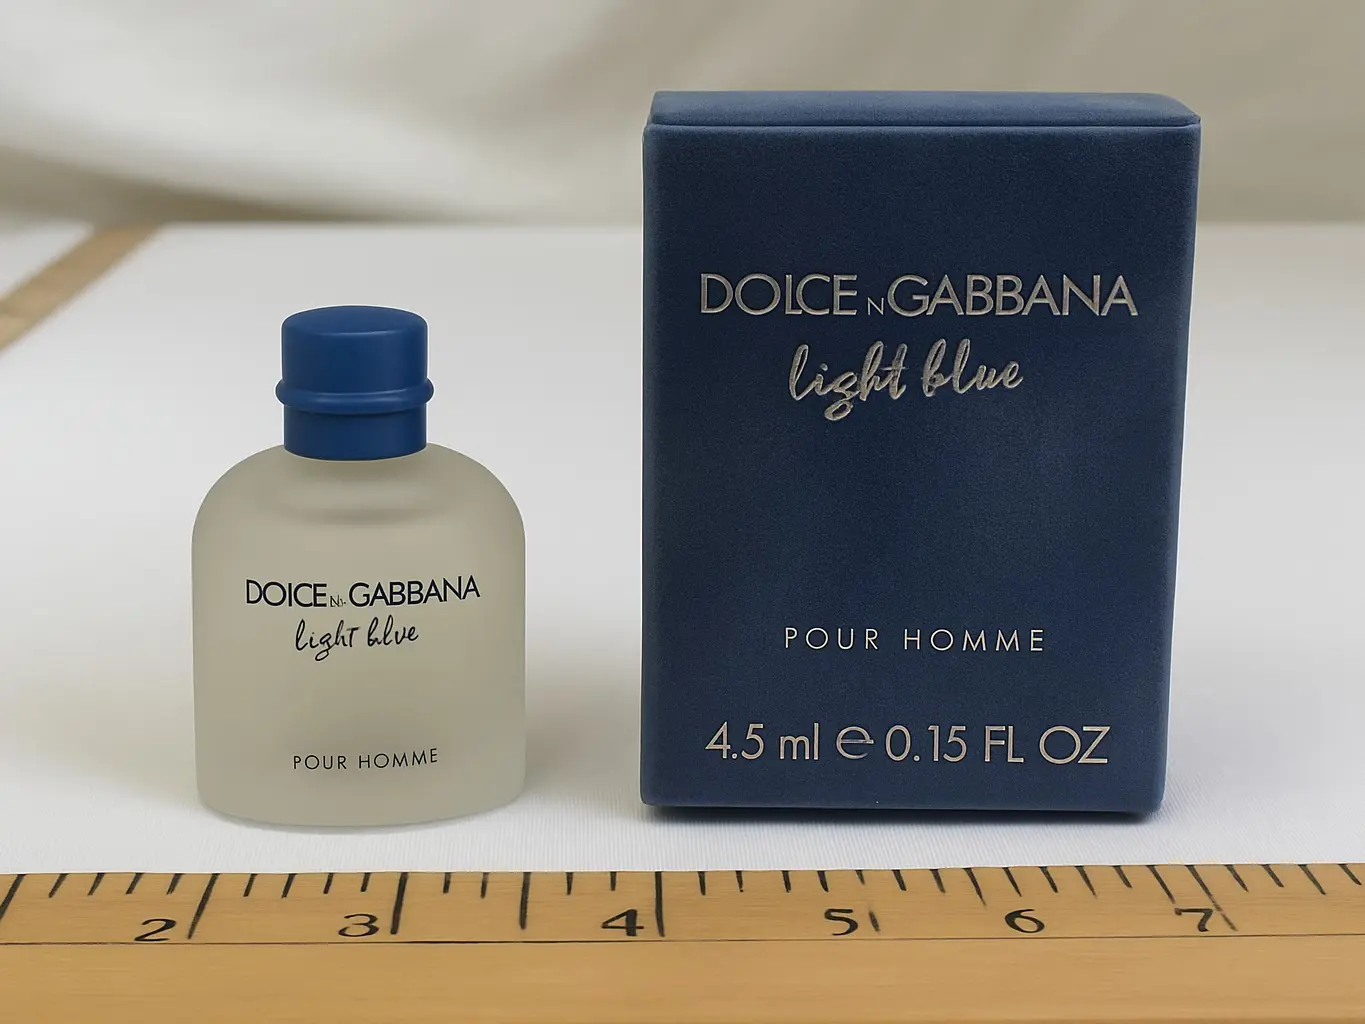 DOLCE N GABBANA
light blue
POUR HOMME
4.5 ml e 0.15 FL OZ
DOICE N- GABBANA
light blue
POUR HOMME
2 3 4 5 6 7